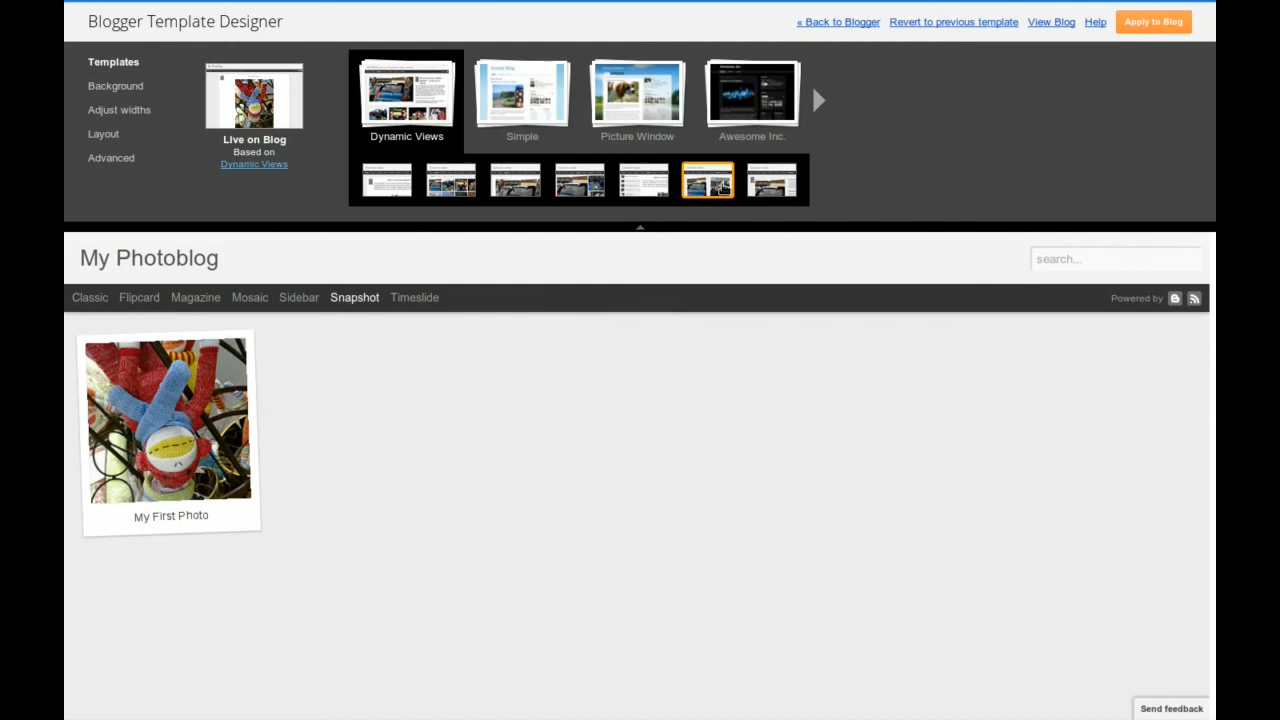 Blogger Template Designer
« Back to Blogger Revert to previous template View Blog Help Apply to Blog
Templates
Background
Adjust widths
Layout
Advanced
Live on Blog
Based on
Dynamic Views
Dynamic Views Simple Picture Window Awesome Inc.
My Photoblog
search...
Classic Flipcard Magazine Mosaic Sidebar Snapshot Timeslide
Powered by
My First Photo
Send feedback